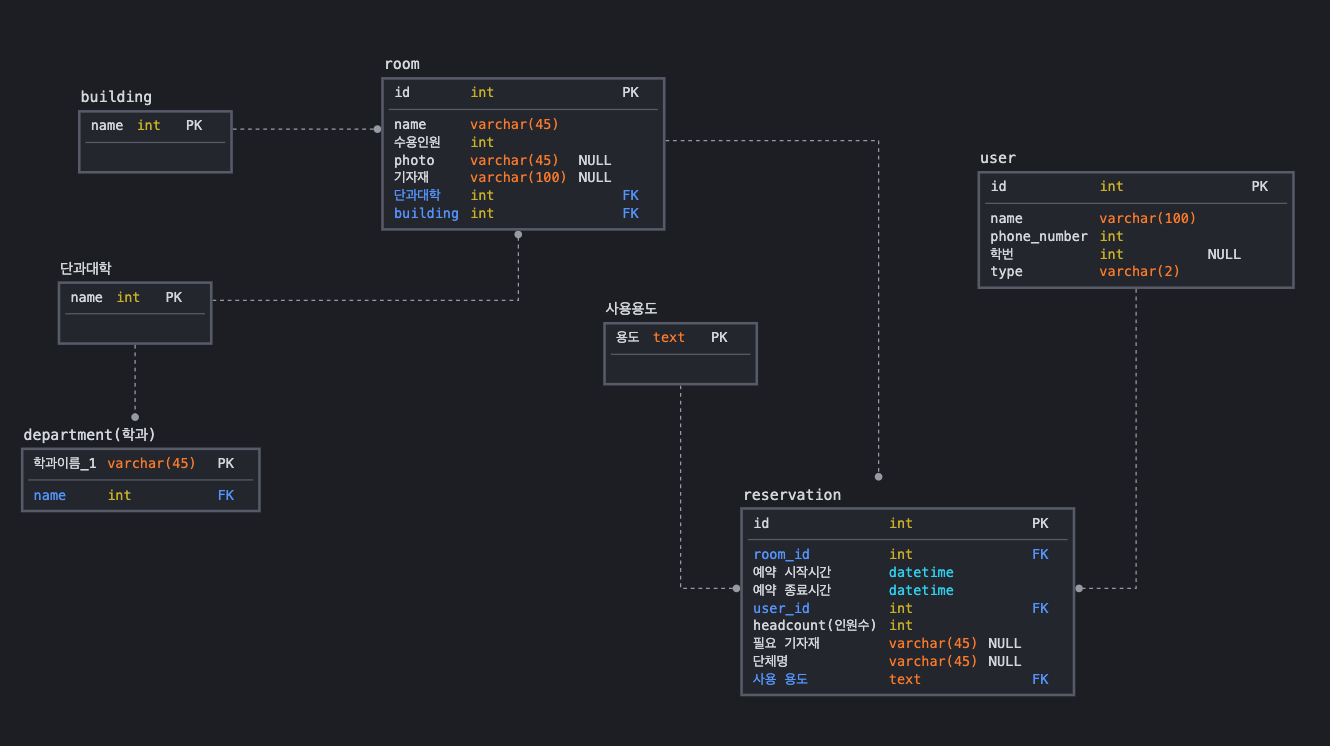 building
name int PK
room
id int PK
name varchar(45)
수용인원 int
photo varchar(45) NULL
기자재 varchar(100) NULL
단과대학 int FK
building int FK
user
id int PK
name varchar(100)
phone_number int
학번 int NULL
type varchar(2)
단과대학
name int PK
사용용도
용도 text PK
department(학과)
학과이름_1 varchar(45) PK
name int FK
reservation
id int PK
room_id int FK
예약 시작시간 datetime
예약 종료시간 datetime
user_id int FK
headcount(인원수) int
필요 기자재 varchar(45) NULL
단체명 varchar(45) NULL
사용 용도 text FK